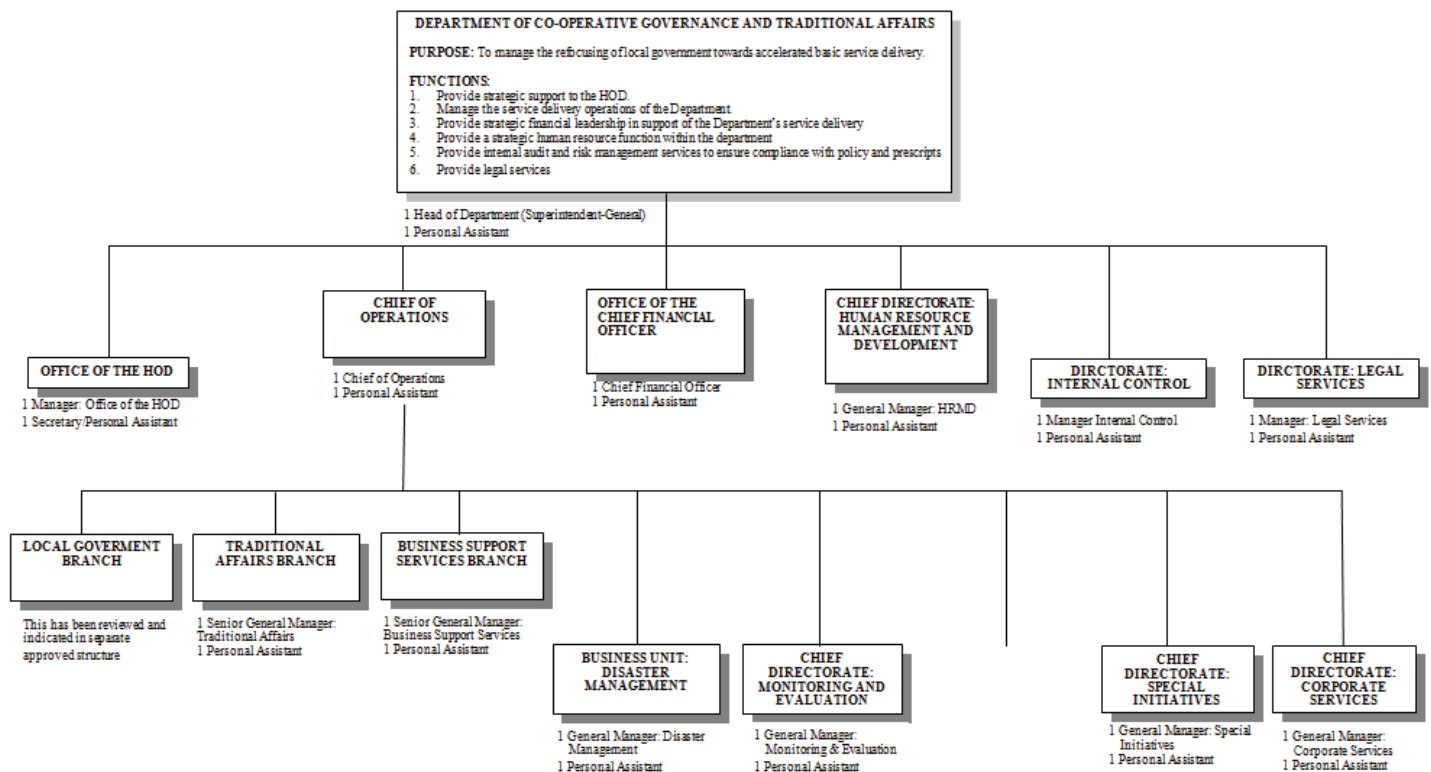 DEPARTMENT OF CO-OPERATIVE GOVERNANCE AND TRADITIONAL AFFAIRS
PURPOSE: To manage the refocusing of local government towards accelerated basic service delivery.
FUNCTIONS:
1. Provide strategic support to the HOD.
2. Manage the service delivery operations of the Department.
3. Provide strategic financial leadership in support of the Department's service delivery
4. Provide a strategic human resource function within the department
5. Provide internal audit and risk management services to ensure compliance with policy and prescripts
6. Provide legal services
1 Head of Department (Superintendent-General)
1 Personal Assistant
OFFICE OF THE HOD
1 Manager: Office of the HOD
1 Secretary/Personal Assistant
CHIEF OF
OPERATIONS
1 Chief of Operations
1 Personal Assistant
OFFICE OF THE
CHIEF FINANCIAL
OFFICER
1 Chief Financial Officer
1 Personal Assistant
CHIEF DIRECTORATE:
HUMAN RESOURCE
MANAGEMENT AND
DEVELOPMENT
1 General Manager: HRMD
1 Personal Assistant
DIRCTORATE:
INTERNAL CONTROL
1 Manager Internal Control
1 Personal Assistant
DIRCTORATE: LEGAL
SERVICES
1 Manager: Legal Services
1 Personal Assistant
LOCAL GOVERMENT
BRANCH
This has been reviewed and
indicated in separate
approved structure
TRADITIONAL
AFFAIRS BRANCH
1 Senior General Manager:
Traditional Affairs
1 Personal Assistant
BUSINESS SUPPORT
SERVICES BRANCH
1 Senior General Manager:
Business Support Services
1 Personal Assistant
BUSINESS UNIT:
DISASTER
MANAGEMENT
1 General Manager: Disaster
Management
1 Personal Assistant
CHIEF
DIRECTORATE:
MONITORING AND
EVALUATION
1 General Manager:
Monitoring & Evaluation
1 Personal Assistant
CHIEF
DIRECTORATE:
SPECIAL
INITIATIVES
1 General Manager: Special
Initiatives
1 Personal Assistant
CHIEF
DIRECTORATE:
CORPORATE
SERVICES
1 General Manager:
Corporate Services
1 Personal Assistant